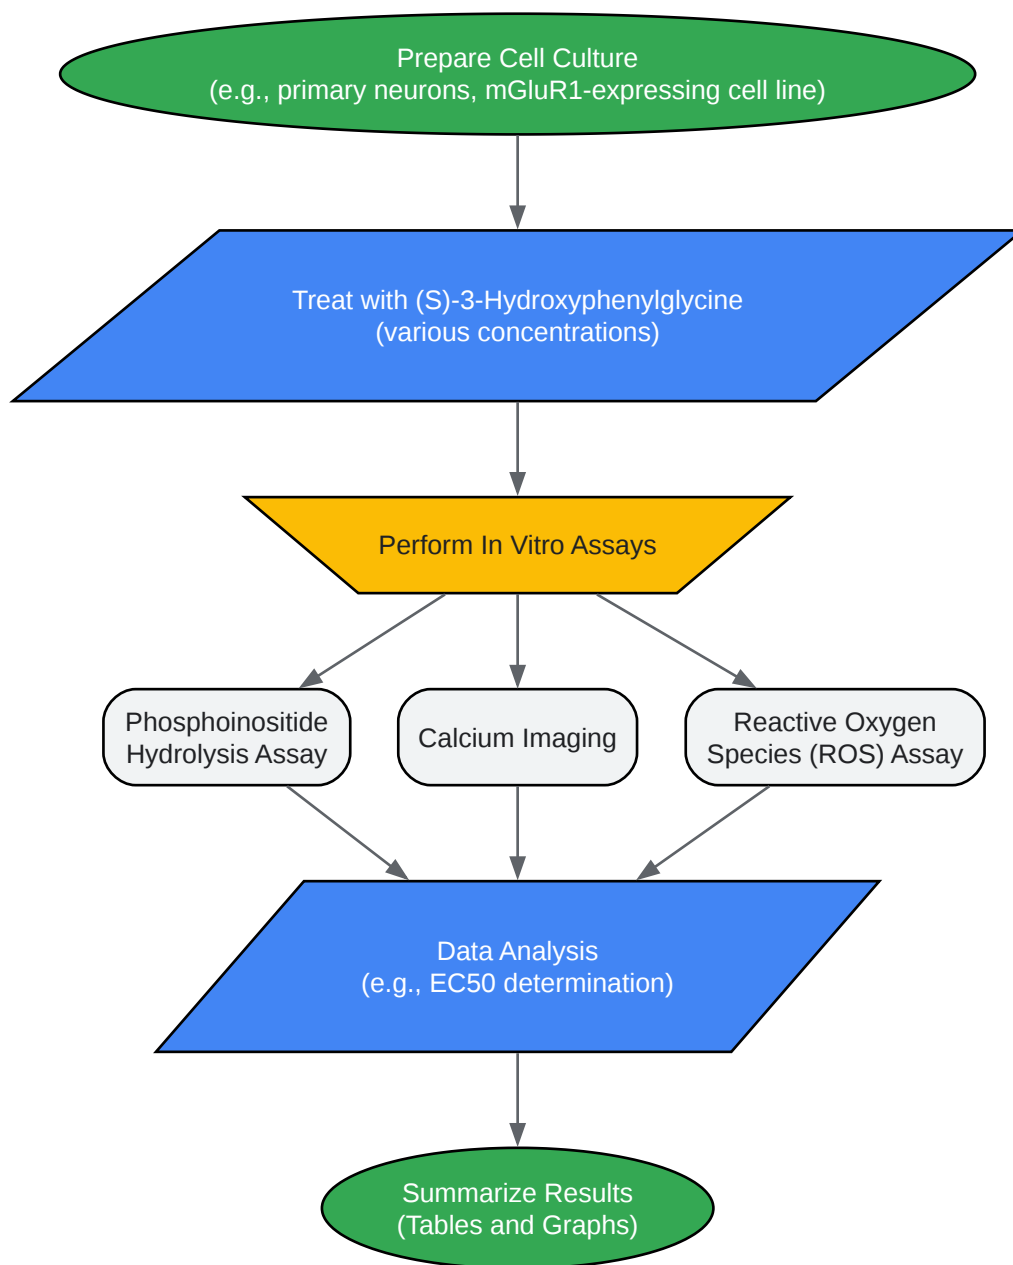 Prepare Cell Culture
(e.g., primary neurons, mGluR1-expressing cell line)
Treat with (S)-3-Hydroxyphenylglycine
(various concentrations)
Perform In Vitro Assays
Phosphoinositide
Hydrolysis Assay
Calcium Imaging
Reactive Oxygen
Species (ROS) Assay
Data Analysis
(e.g., EC50 determination)
Summarize Results
(Tables and Graphs)